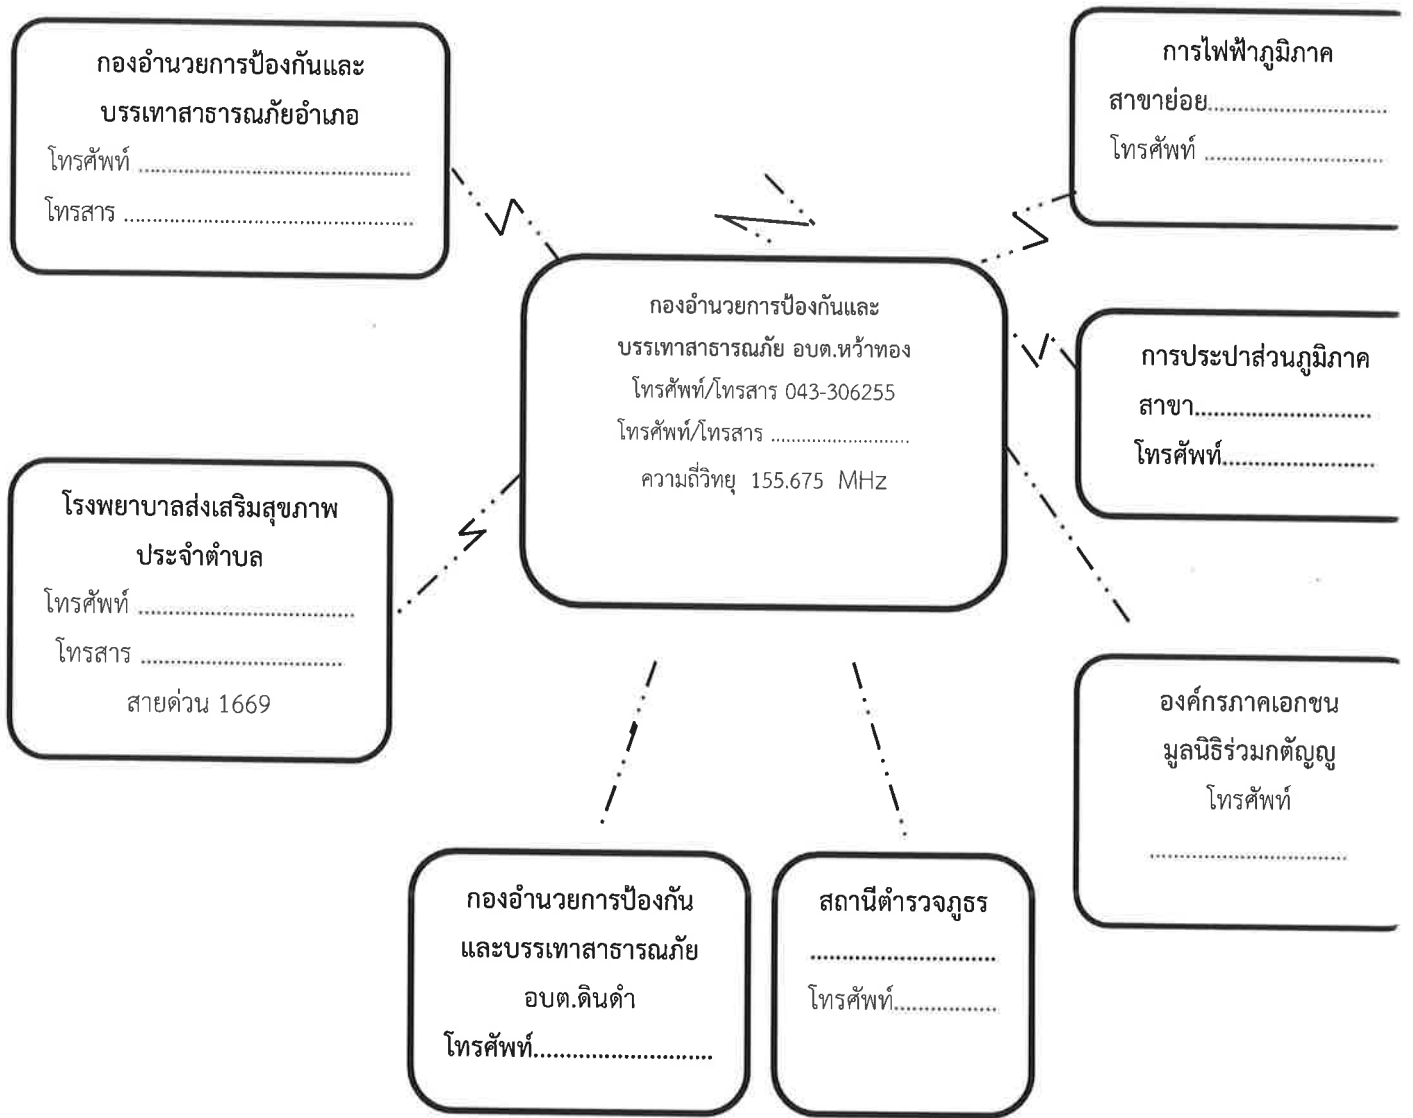 กองอำนวยการป้องกันและ
บรรเทาสาธารณภัยอำเภอ
โทรศัพท์ ........................................
โทรสาร ........................................
การไฟฟ้าภูมิภาค
สาขาย่อย..............................
โทรศัพท์ ..............................
กองอำนวยการป้องกันและ
บรรเทาสาธารณภัย อบต.หว้าทอง
โทรศัพท์/โทรสาร 043-306255
โทรศัพท์/โทรสาร ..............................
ความถี่วิทยุ 155.675 MHz
การประปาส่วนภูมิภาค
สาขา..............................
โทรศัพท์..............................
โรงพยาบาลส่งเสริมสุขภาพ
ประจำตำบล
โทรศัพท์ ..............................
โทรสาร ..............................
สายด่วน 1669
องค์กรภาคเอกชน
มูลนิธิร่วมกตัญญู
โทรศัพท์
..............................
กองอำนวยการป้องกัน
และบรรเทาสาธารณภัย
อบต.ดินดำ
โทรศัพท์..............................
สถานีตำรวจภูธร
..............................
โทรศัพท์....................